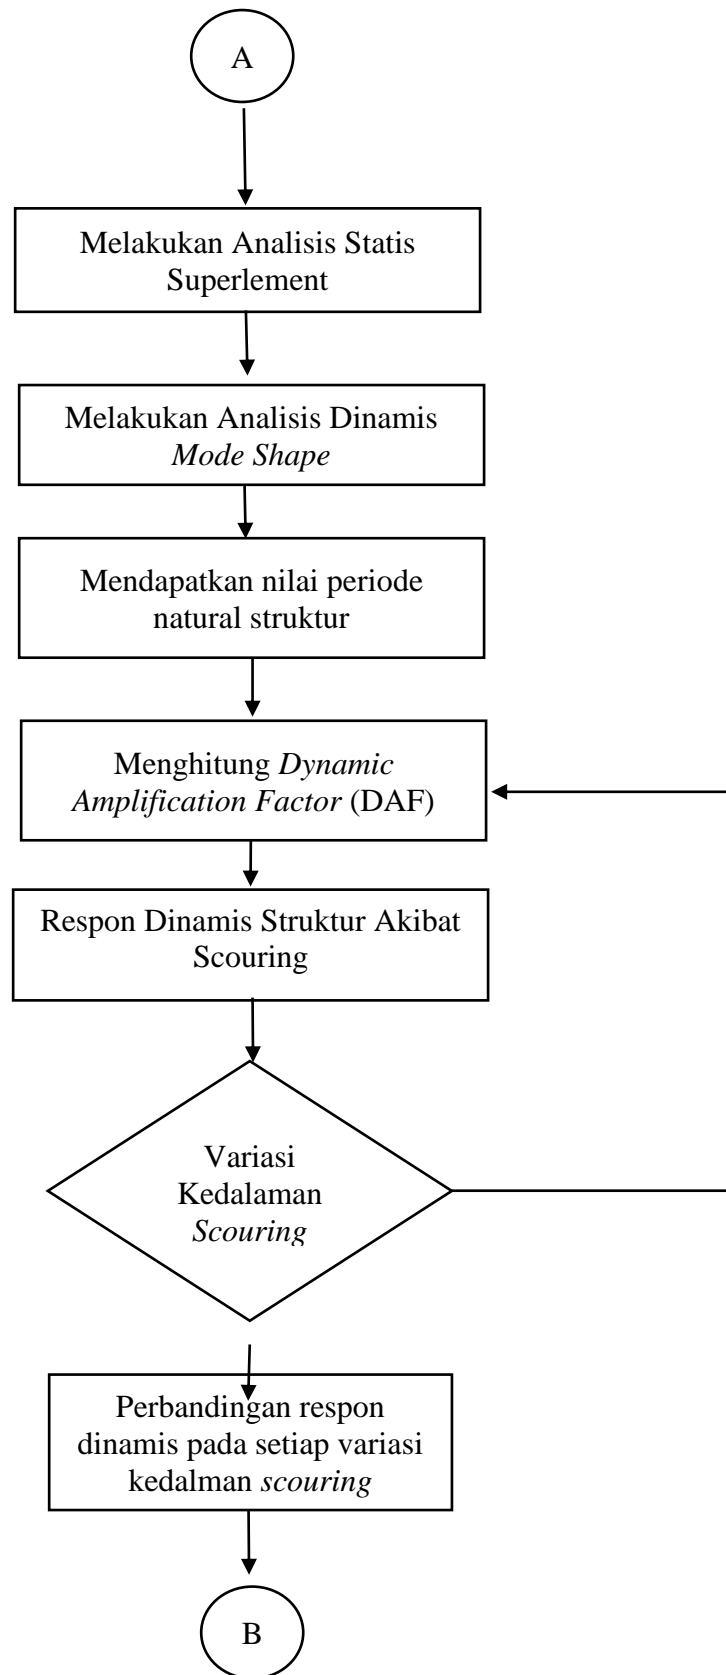 A
Melakukan Analisis Statis
Superlement
Melakukan Analisis Dinamis
Mode Shape
Mendapatkan nilai periode
natural struktur
Menghitung Dynamic
Amplification Factor (DAF)
Respon Dinamis Struktur Akibat
Scouring
Variasi
Kedalaman
Scouring
Perbandingan respon
dinamis pada setiap variasi
kedalman scouring
B